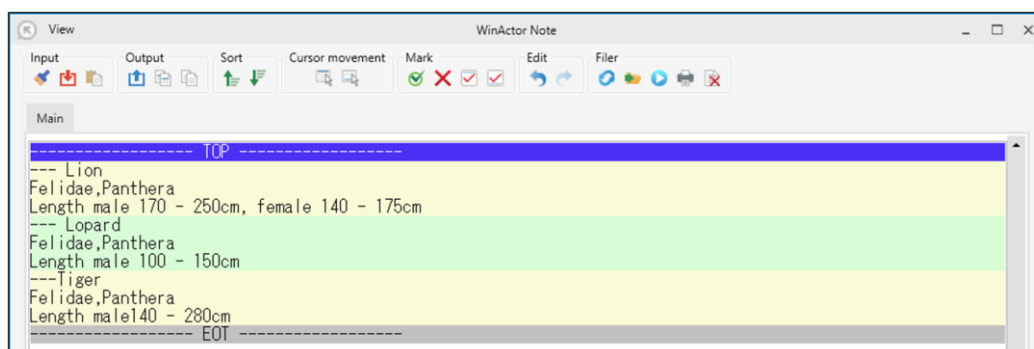 View
WinActor Note
Input Output Sort Cursor movement Mark Edit Filer
Main
------------------ TOP ------------------
--- Lion
Felidae,Panthera
Length male 170 - 250cm, female 140 - 175cm
--- Lopard
Felidae,Panthera
Length male 100 - 150cm
---Tiger
Felidae,Panthera
Length male140 - 280cm
------------------ EOT ------------------